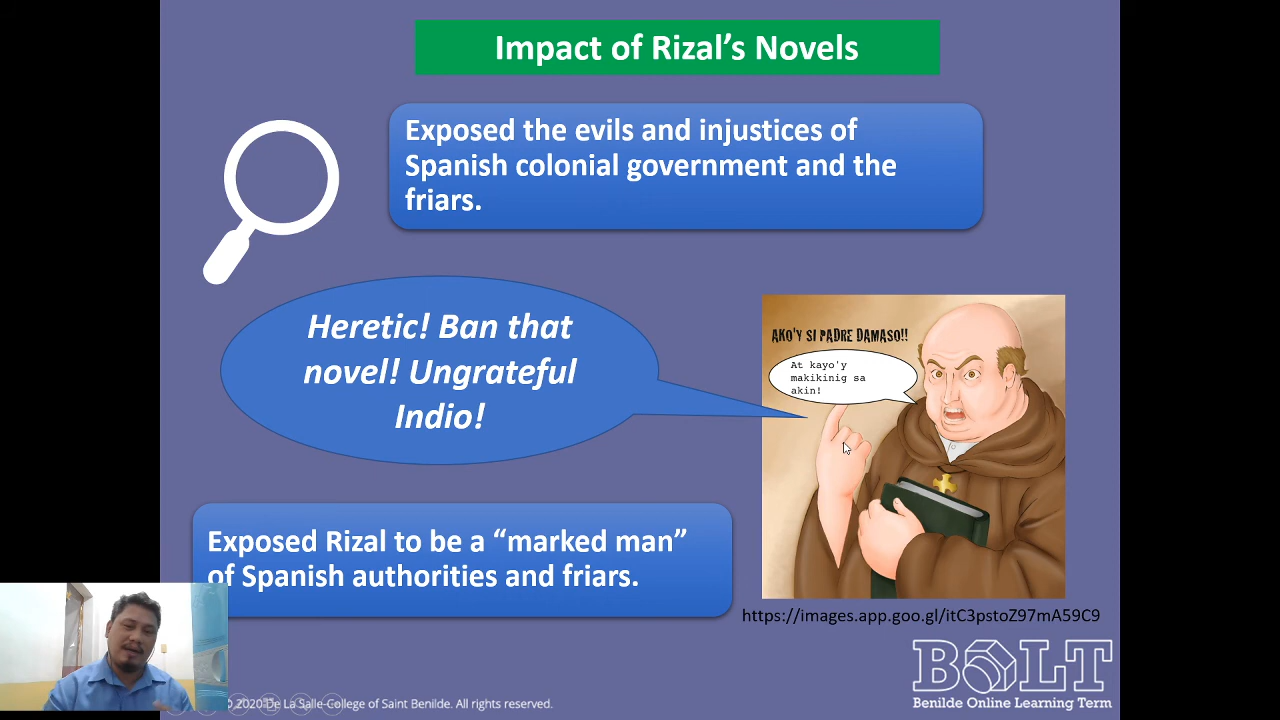 Impact of Rizal’s Novels
Exposed the evils and injustices of
Spanish colonial government and the
friars.
Heretic! Ban that
novel! Ungrateful
Indio!
AKO'Y SI PADRE DAMASO!!
At kayo'y
makikinig sa
akin!
Exposed Rizal to be a “marked man”
of Spanish authorities and friars.
https://images.app.goo.gl/itC3pstoZ97mA59C9
BOLT
Benilde Online Learning Term
© 2020 De La Salle-College of Saint Benilde. All rights reserved.